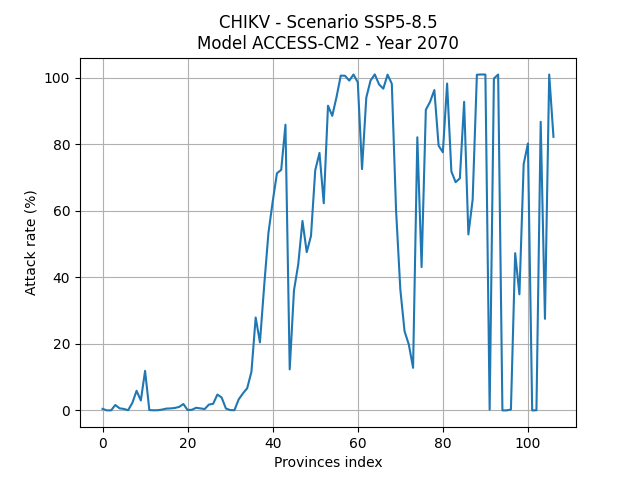 CHIKV - Scenario SSP5-8.5
Model ACCESS-CM2 - Year 2070
Attack rate (%)
100
80
60
40
20
0
0 20 40 60 80 100
Provinces index